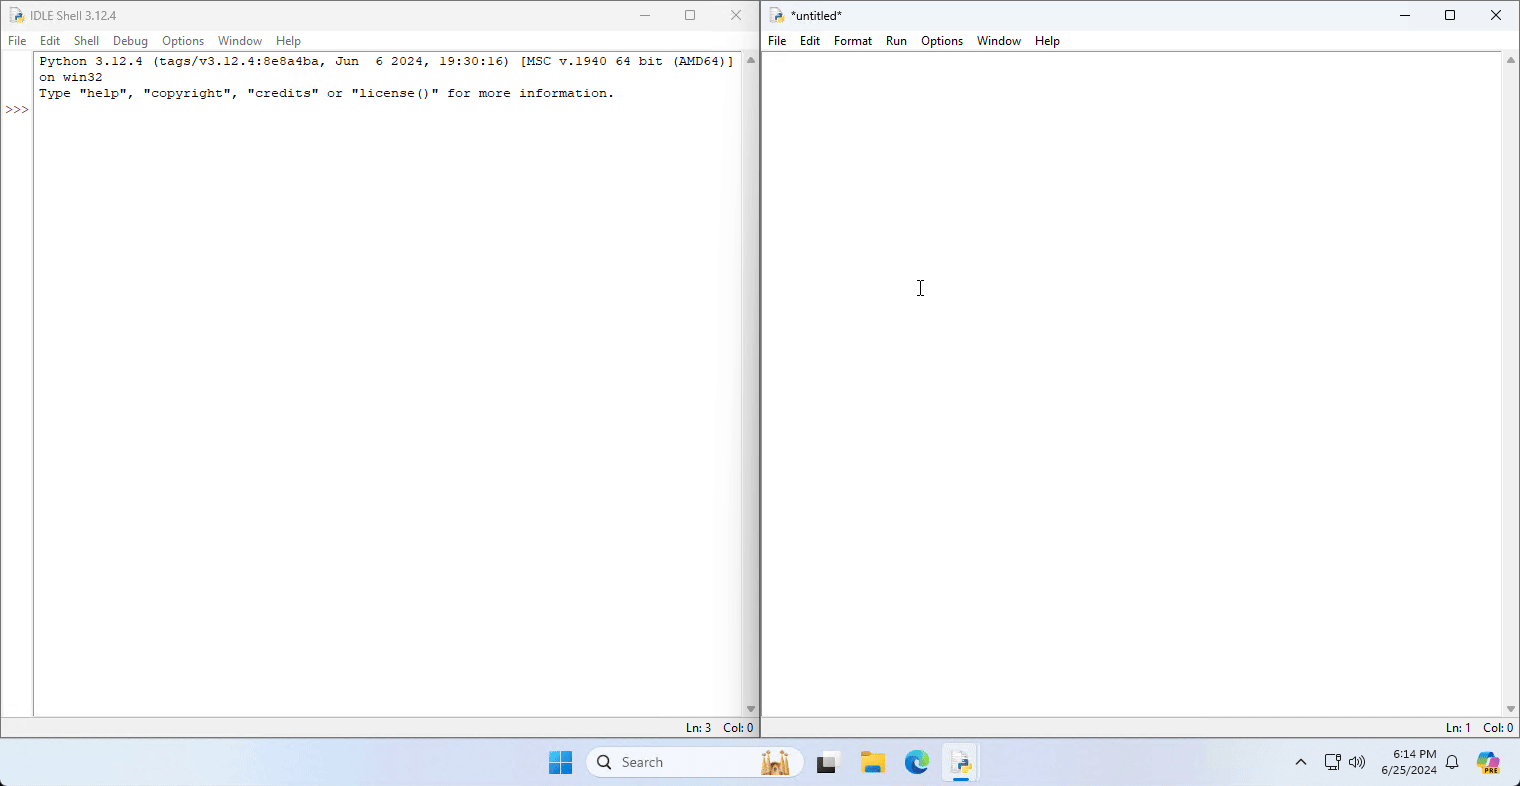 IDLE Shell 3.12.4
File Edit Shell Debug Options Window Help
Python 3.12.4 (tags/v3.12.4:8e8a4ba, Jun  6 2024, 19:30:16) [MSC v.1940 64 bit (AMD64)]
on win32
Type "help", "copyright", "credits" or "license()" for more information.
>>>
Ln: 3 Col: 0
*untitled*
File Edit Format Run Options Window Help
Ln: 1 Col: 0
Search
6:14 PM
6/25/2024
PRE